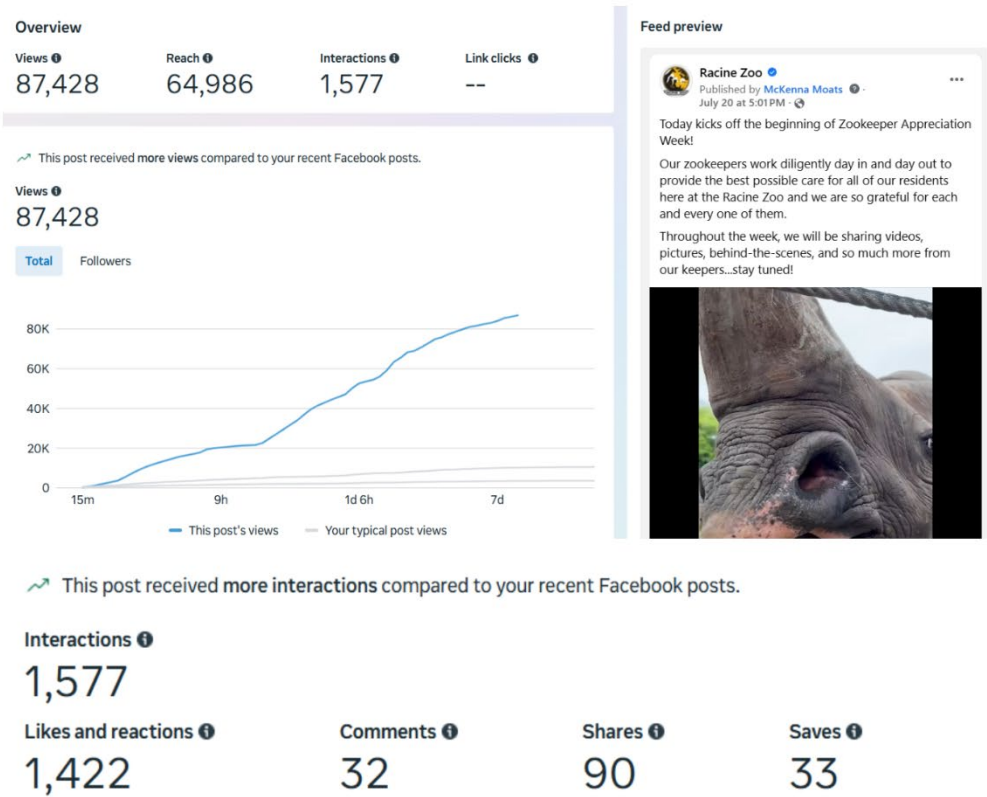 Overview
Views Reach Interactions Link clicks
87,428 64,986 1,577 --
This post received more views compared to your recent Facebook posts.
Views
87,428
Total Followers
80K
60K
40K
20K
0
15m 9h 1d 6h 7d
This post's views Your typical post views
Feed preview
Racine Zoo
Published by McKenna Moats
July 20 at 5:01 PM ·
Today kicks off the beginning of Zookeeper Appreciation
Week!
Our zookeepers work diligently day in and day out to
provide the best possible care for all of our residents
here at the Racine Zoo and we are so grateful for each
and every one of them.
Throughout the week, we will be sharing videos,
pictures, behind-the-scenes, and so much more from
our keepers...stay tuned!
This post received more interactions compared to your recent Facebook posts.
Interactions
1,577
Likes and reactions Comments Shares Saves
1,422 32 90 33